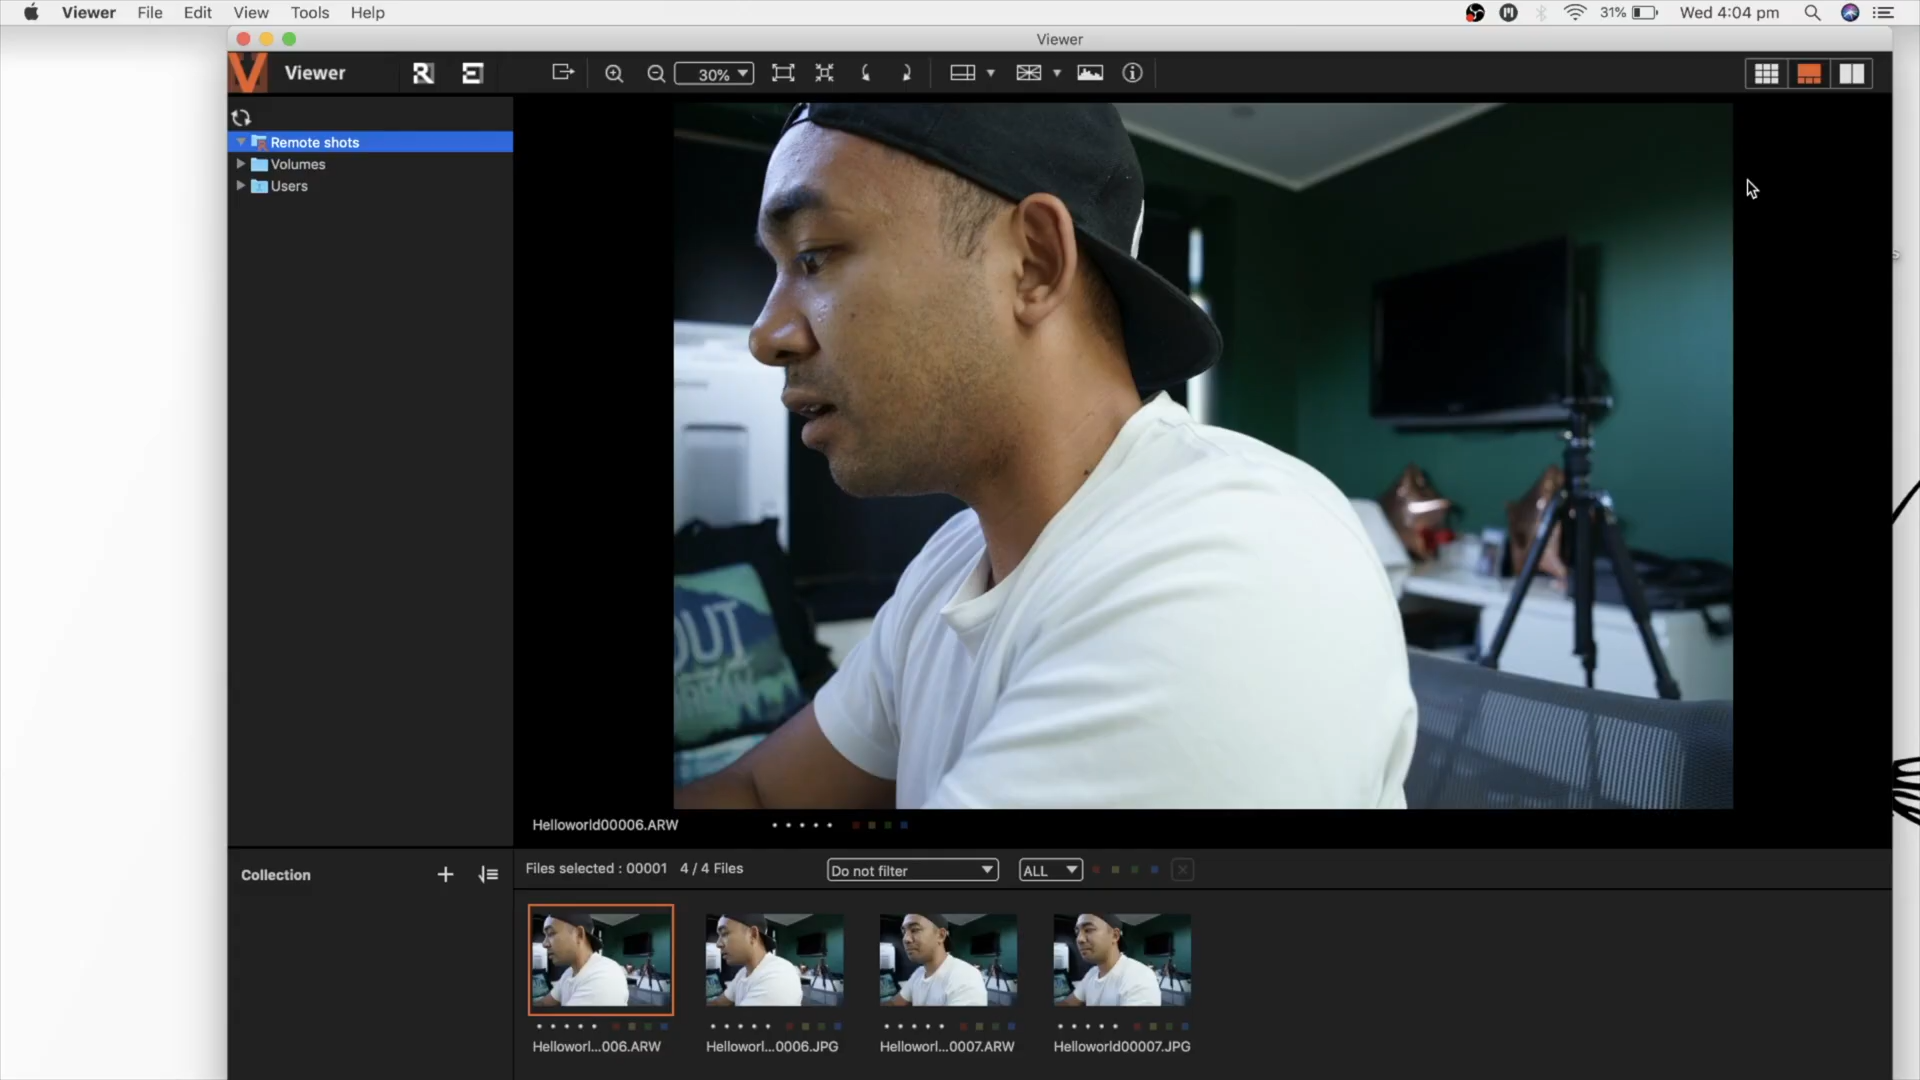 Viewer File Edit View Tools Help 31% Wed 4:04 pm
Viewer
V Viewer R E 30%
Remote shots
Volumes
Users
OUT
Helloworld00006.ARW
Collection + Files selected : 00001 4 / 4 Files Do not filter ALL
Helloworl...006.ARW Helloworl...0006.JPG Helloworl...0007.ARW Helloworld00007.JPG